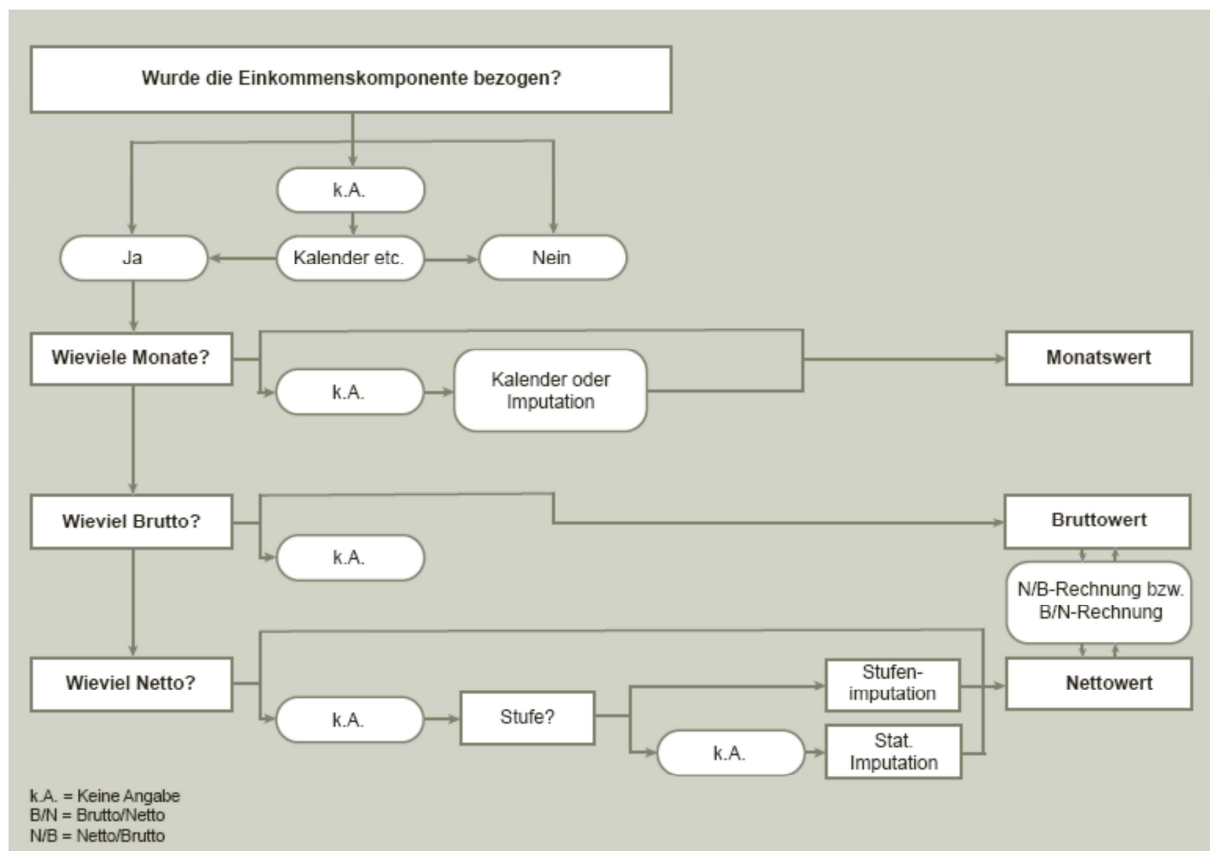 Wurde die Einkommenskomponente bezogen?
k.A.
Ja
Kalender etc.
Nein
Wieviele Monate?
k.A.
Kalender oder
Imputation
Monatswert
Wieviel Brutto?
k.A.
Bruttowert
N/B-Rechnung bzw.
B/N-Rechnung
Wieviel Netto?
k.A.
Stufe?
Stufen-
imputation
k.A.
Stat.
Imputation
Nettowert
k.A. = Keine Angabe
B/N = Brutto/Netto
N/B = Netto/Brutto